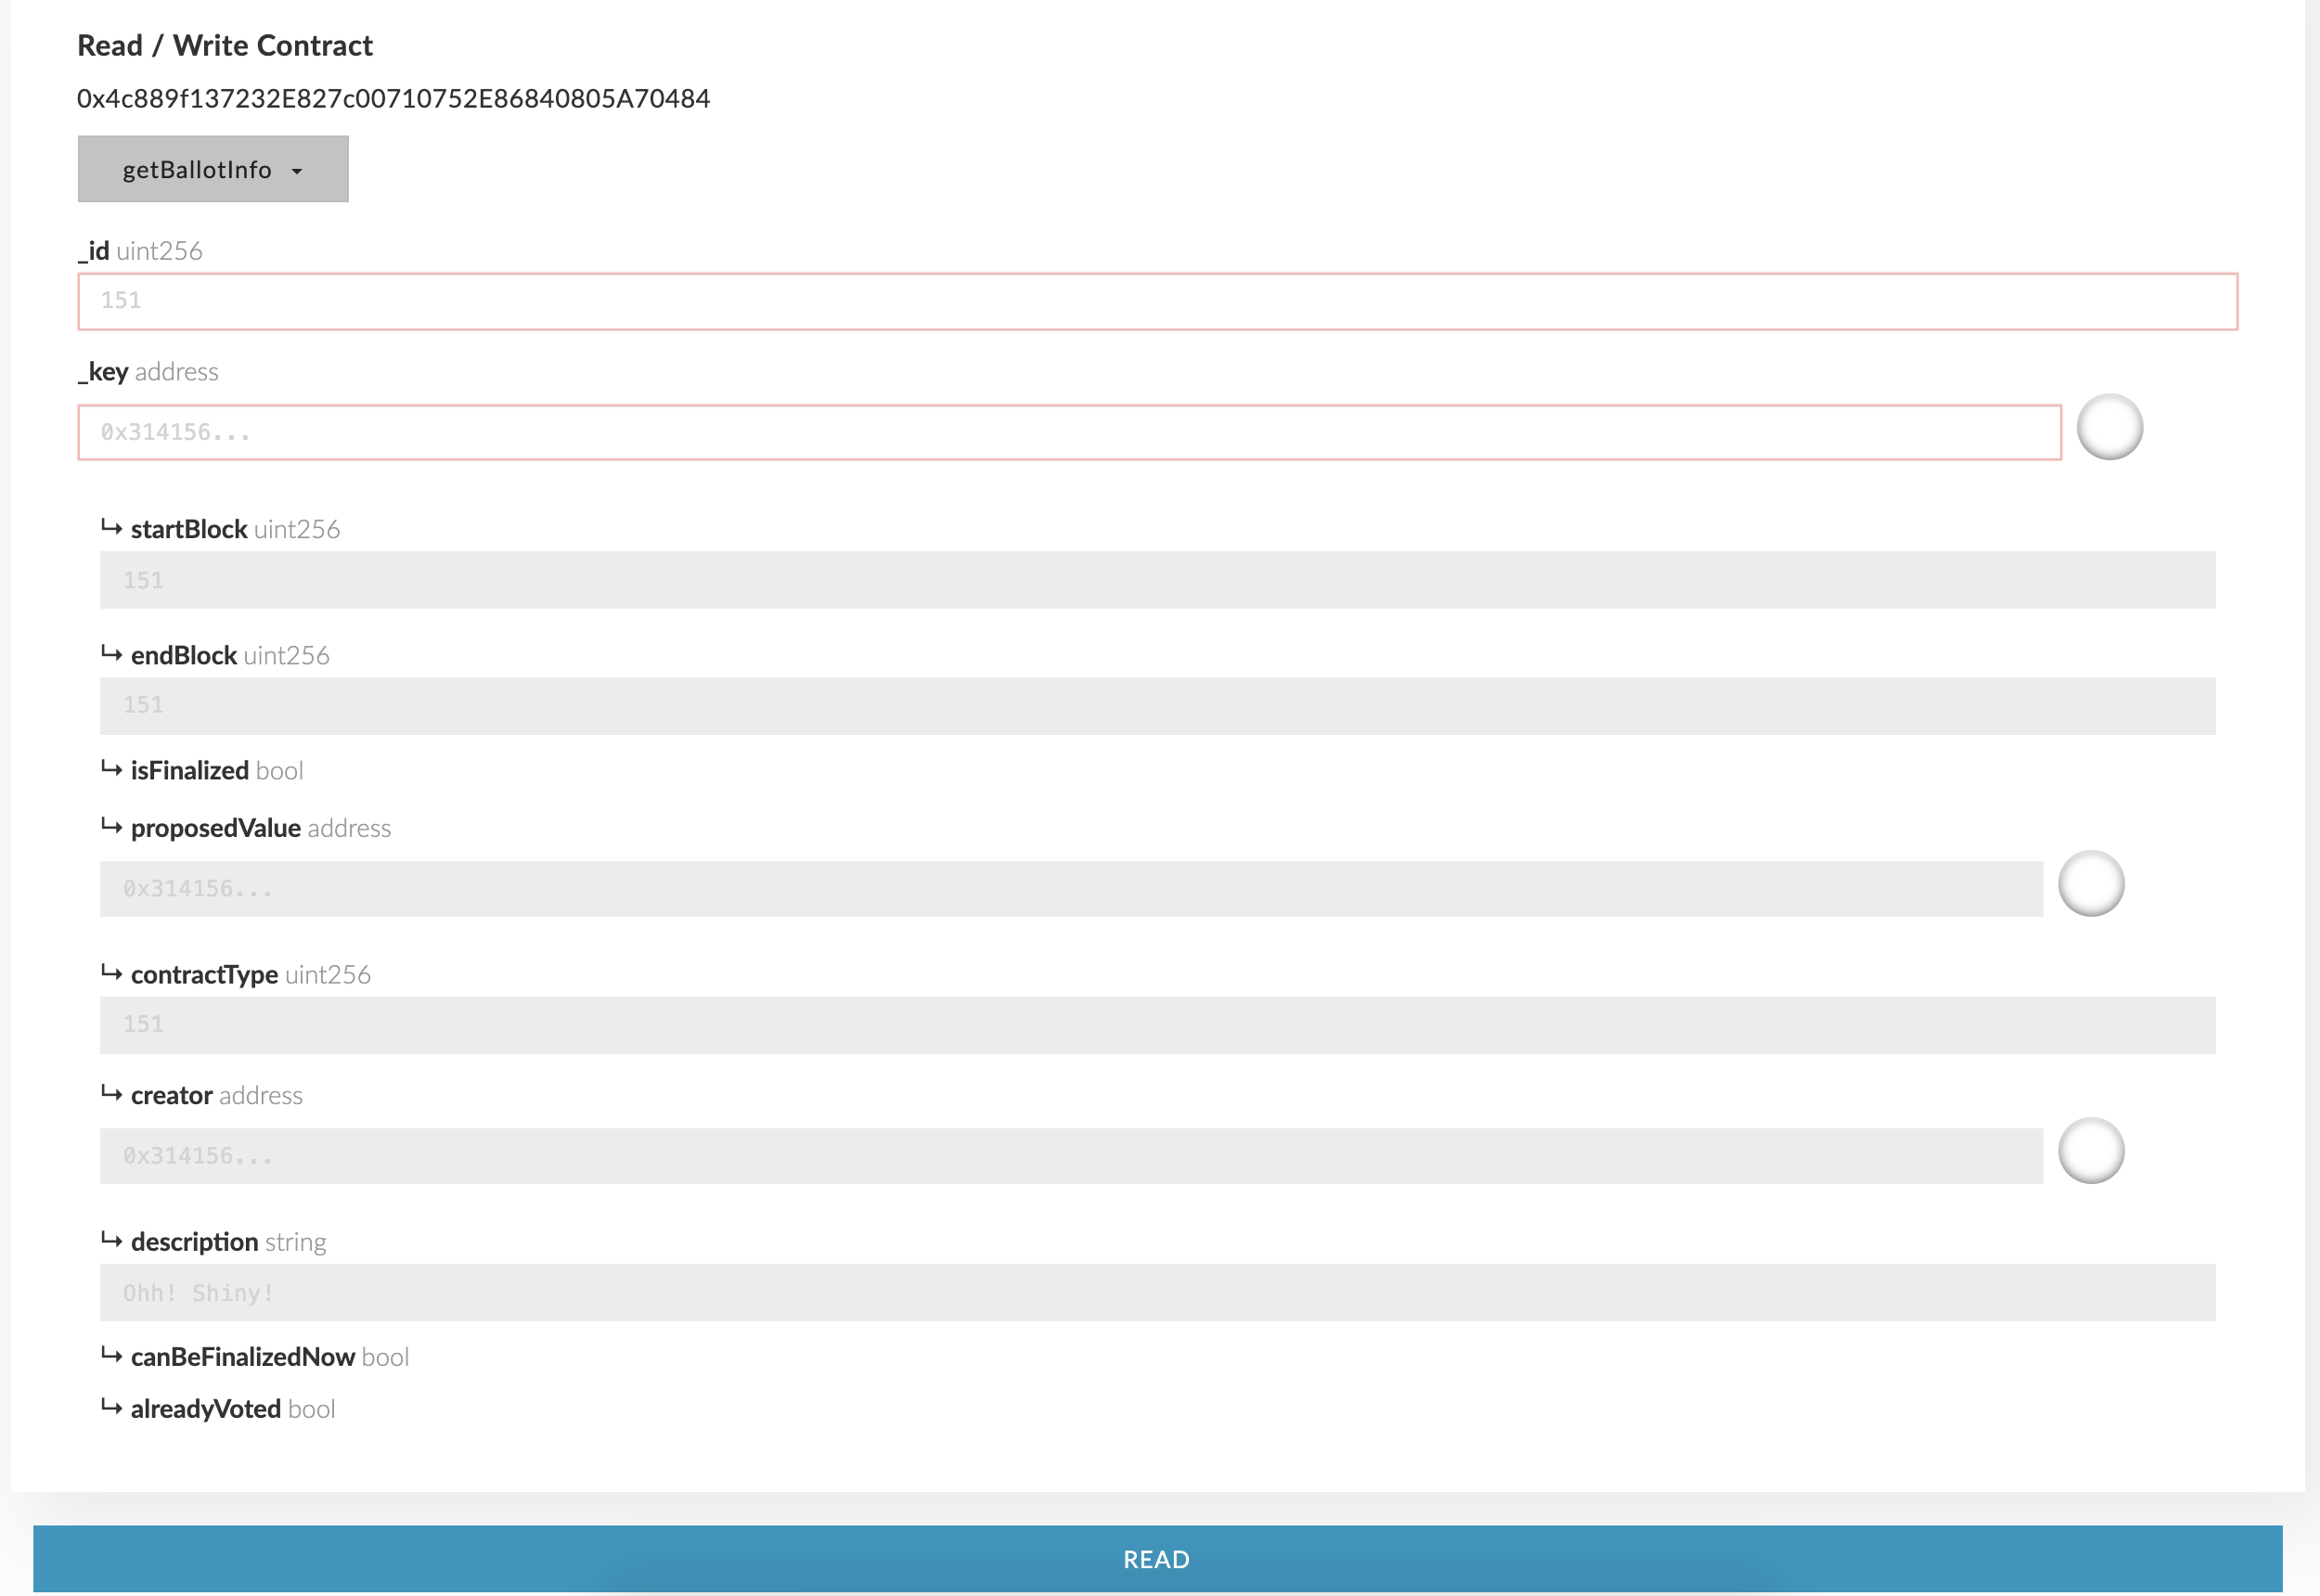 Read / Write Contract
0x4c889f137232E827c00710752E86840805A70484
getBallotInfo
_id uint256
151
_key address
0x314156...
↳ startBlock uint256
151
↳ endBlock uint256
151
↳ isFinalized bool
↳ proposedValue address
0x314156...
↳ contractType uint256
151
↳ creator address
0x314156...
↳ description string
Ohh! Shiny!
↳ canBeFinalizedNow bool
↳ alreadyVoted bool
READ